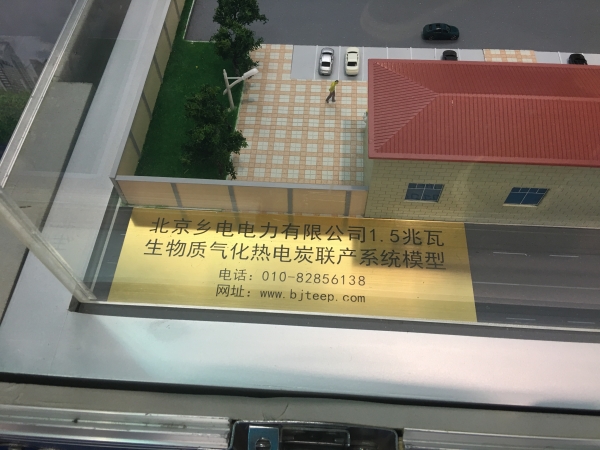 北京乡电电力有限公司1.5兆瓦
生物质气化热电炭联产系统模型
电话：010-82856138
网址：www.bjteep.com